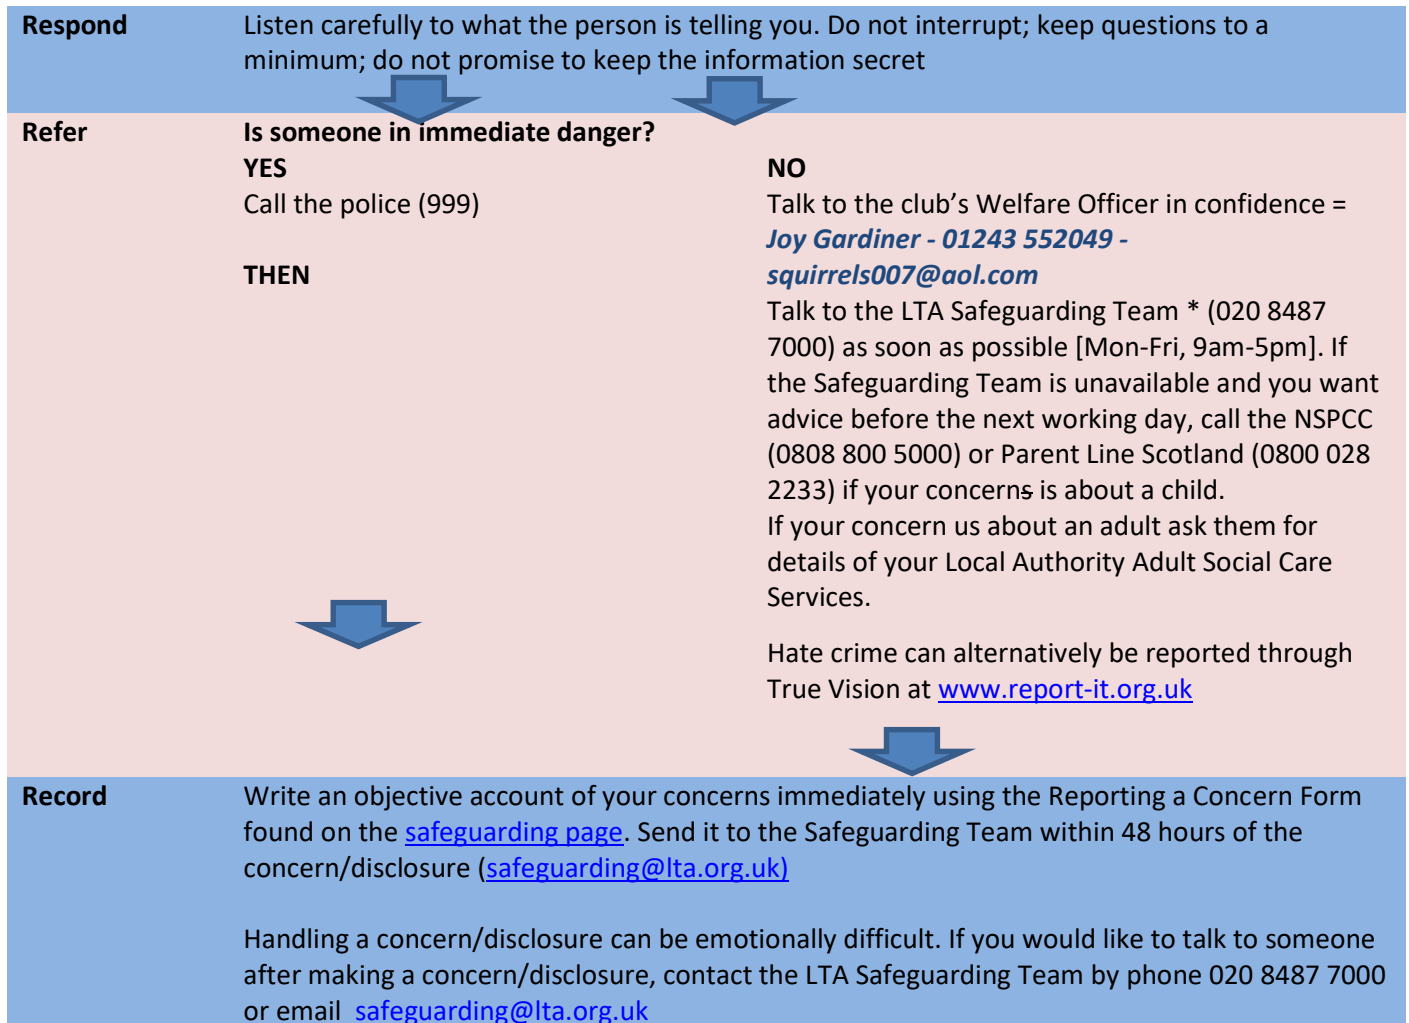 Respond
Listen carefully to what the person is telling you. Do not interrupt; keep questions to a
minimum; do not promise to keep the information secret
Refer
Is someone in immediate danger?
YES
Call the police (999)
THEN
NO
Talk to the club’s Welfare Officer in confidence =
Joy Gardiner - 01243 552049 -
squirrels007@aol.com
Talk to the LTA Safeguarding Team * (020 8487
7000) as soon as possible [Mon-Fri, 9am-5pm]. If
the Safeguarding Team is unavailable and you want
advice before the next working day, call the NSPCC
(0808 800 5000) or Parent Line Scotland (0800 028
2233) if your concerns is about a child.
If your concern us about an adult ask them for
details of your Local Authority Adult Social Care
Services.
Hate crime can alternatively be reported through
True Vision at www.report-it.org.uk
Record
Write an objective account of your concerns immediately using the Reporting a Concern Form
found on the safeguarding page. Send it to the Safeguarding Team within 48 hours of the
concern/disclosure (safeguarding@lta.org.uk)
Handling a concern/disclosure can be emotionally difficult. If you would like to talk to someone
after making a concern/disclosure, contact the LTA Safeguarding Team by phone 020 8487 7000
or email safeguarding@lta.org.uk